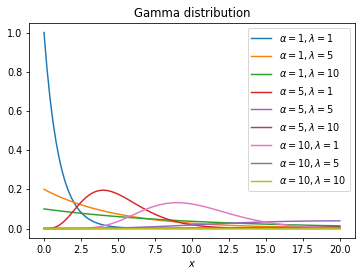 Gamma distribution
1.0
0.8
0.6
0.4
0.2
0.0
α = 1, λ = 1
α = 1, λ = 5
α = 1, λ = 10
α = 5, λ = 1
α = 5, λ = 5
α = 5, λ = 10
α = 10, λ = 1
α = 10, λ = 5
α = 10, λ = 10
0.0 2.5 5.0 7.5 10.0 12.5 15.0 17.5 20.0
x